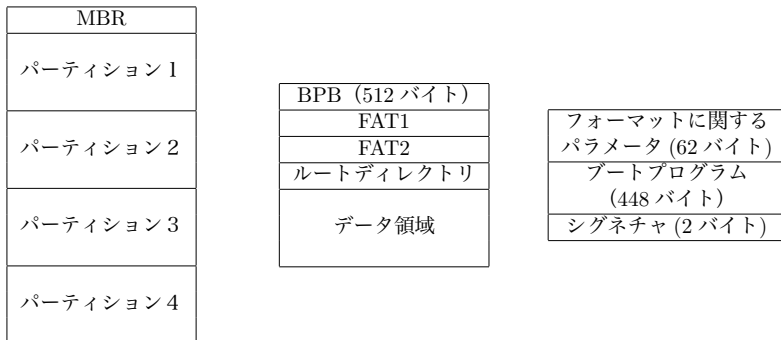 MBR
パーティション 1
パーティション 2
パーティション 3
パーティション 4
BPB（512 バイト）
FAT1
FAT2
ルートディレクトリ
データ領域
フォーマットに関する
パラメータ (62 バイト)
ブートプログラム
（448 バイト）
シグネチャ (2 バイト)